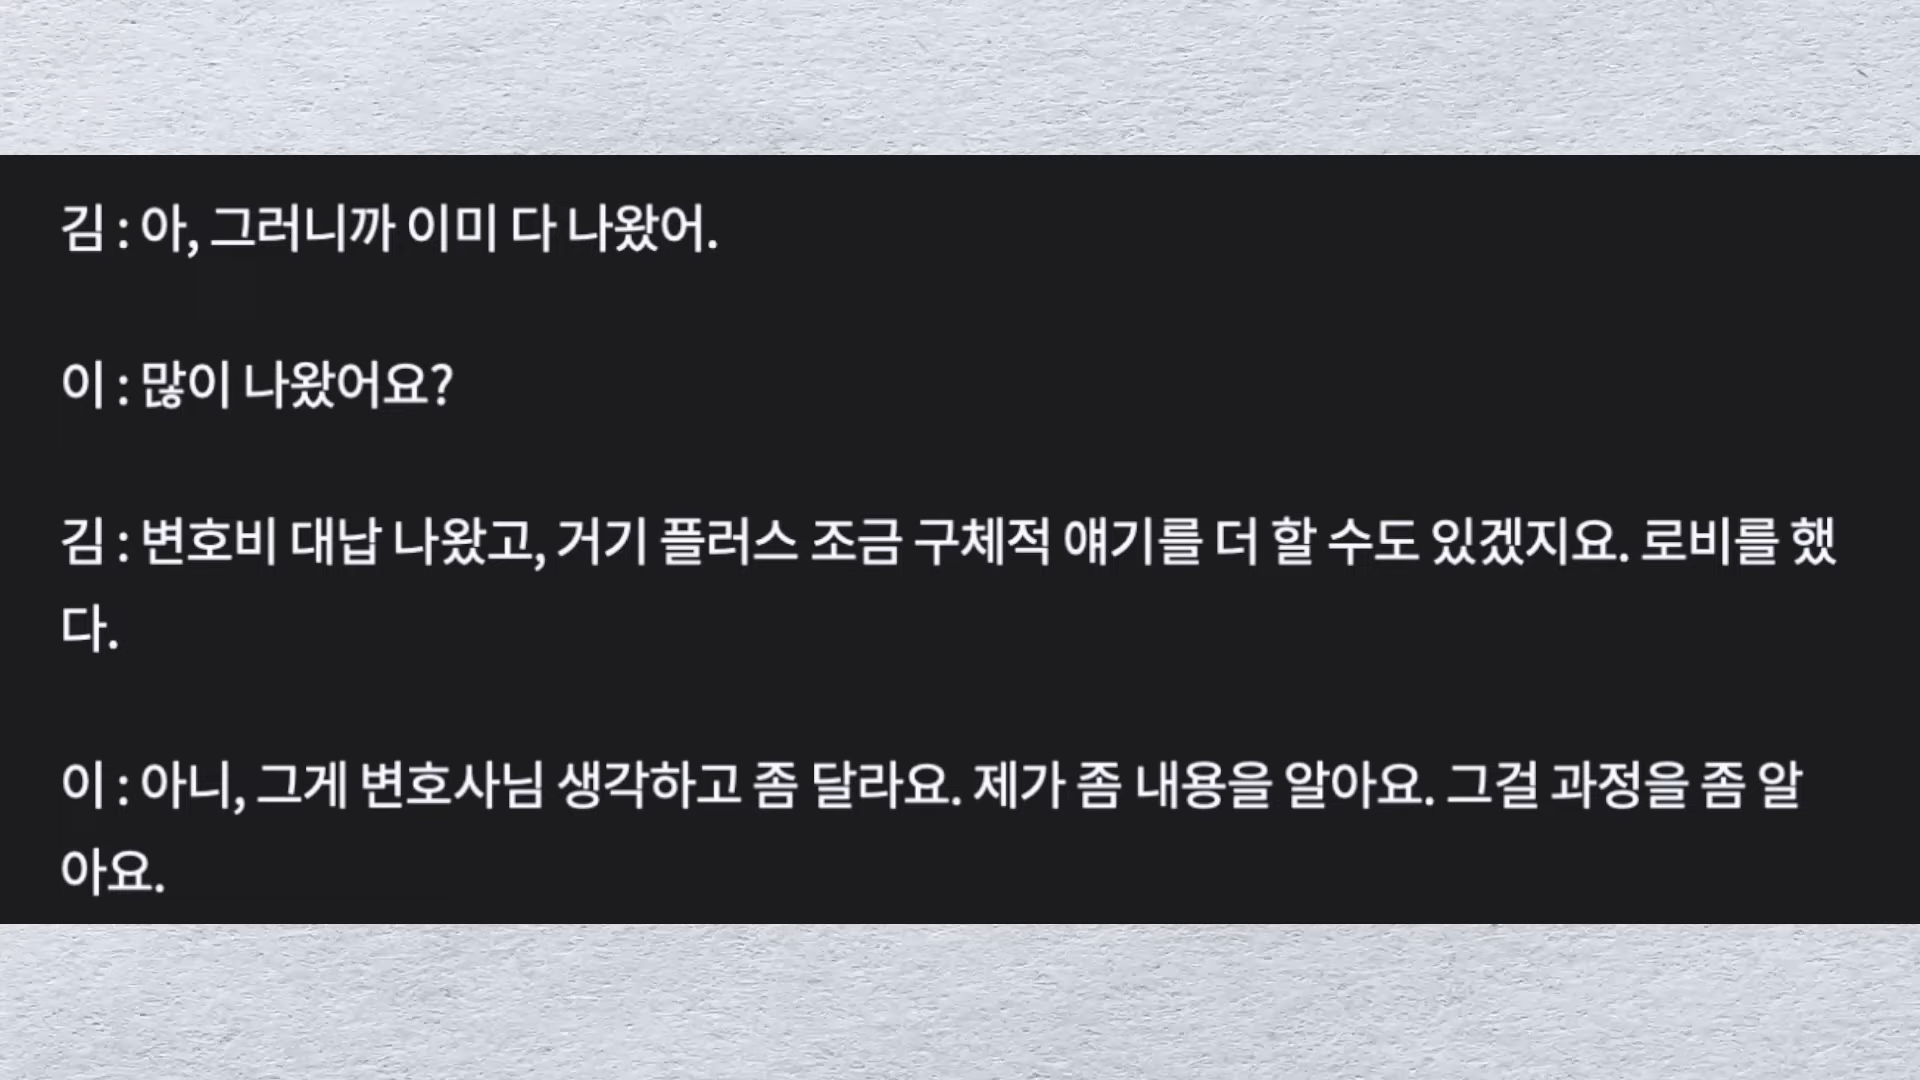 김 : 아, 그러니까 이미 다 나왔어.
이 : 많이 나왔어요?
김 : 변호비 대납 나왔고, 거기 플러스 조금 구체적 얘기를 더 할 수도 있겠지요. 로비를 했
다.
이 : 아니, 그게 변호사님 생각하고 좀 달라요. 제가 좀 내용을 알아요. 그걸 과정을 좀 알
아요.